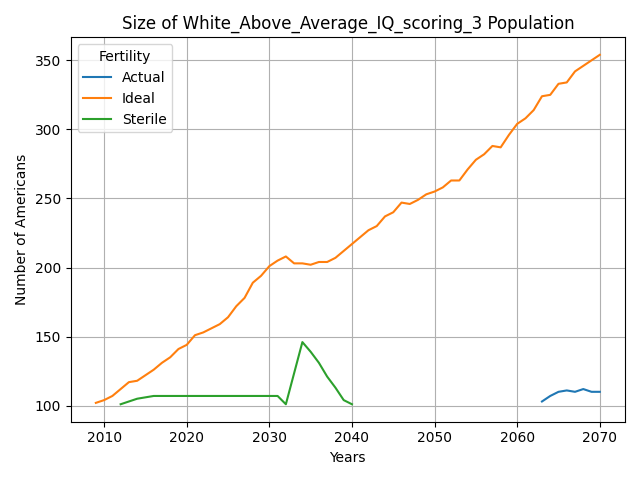 Size of White_Above_Average_IQ_scoring_3 Population
Fertility
Actual
Ideal
Sterile
Number of Americans
350
300
250
200
150
100
2010 2020 2030 2040 2050 2060 2070
Years